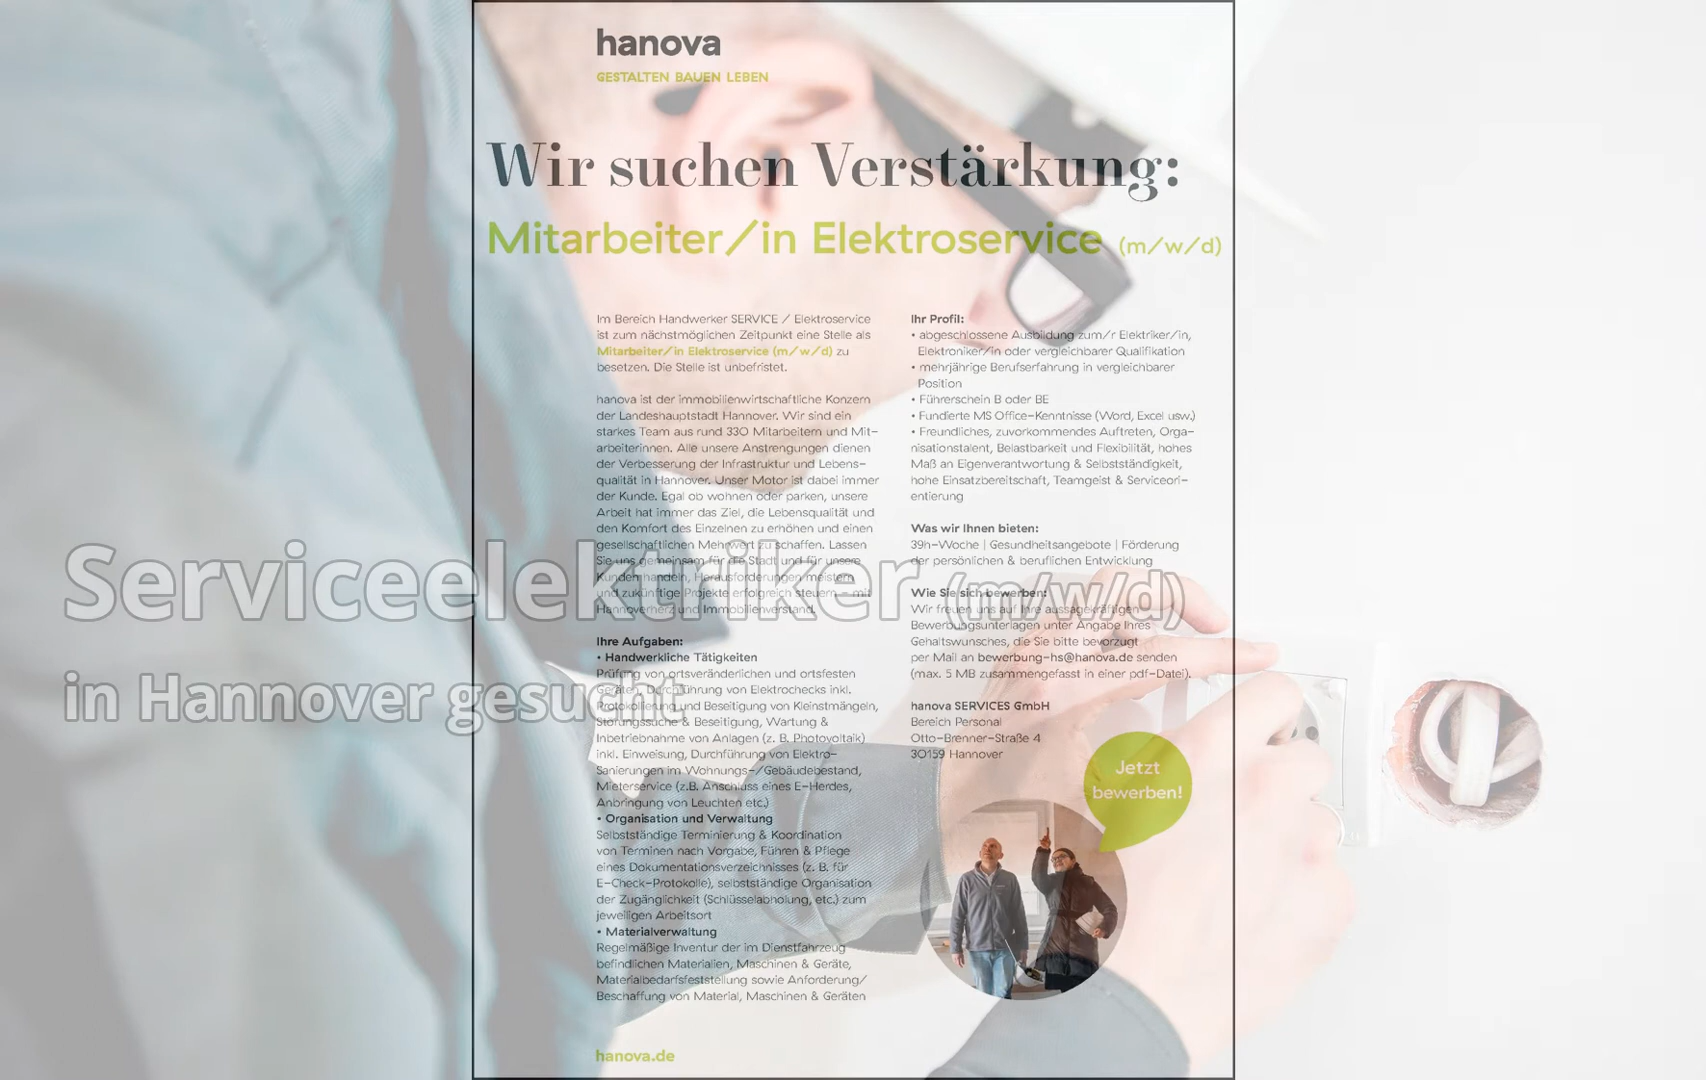 hanova
GESTALTEN BAUEN LEBEN
Wir suchen Verstärkung:
Mitarbeiter/in Elektroservice (m/w/d)
Im Bereich Handwerker SERVICE / Elektroservice
ist zum nächstmöglichen Zeitpunkt eine Stelle als
Mitarbeiter/in Elektroservice (m/w/d) zu
besetzen. Die Stelle ist unbefristet.
hanova ist der immobilienwirtschaftliche Konzern
der Landeshauptstadt Hannover. Wir sind ein
starkes Team aus rund 330 Mitarbeitern und Mit-
arbeiterinnen. Alle unsere Anstrengungen dienen
der Verbesserung der Infrastruktur und Lebens-
qualität in Hannover. Unser Motor ist dabei immer
der Kunde. Egal ob wohnen oder parken, unsere
Arbeit hat immer das Ziel, die Lebensqualität und
den Komfort des Einzelnen zu erhöhen und einen
gesellschaftlichen Mehrwert zu schaffen. Lassen
Sie uns gemeinsam für die Stadt und für unsere
Kunden handeln, Herausforderungen meistern
und zukünftige Projekte erfolgreich steuern – mit
Hannoverherz und Immobilienverstand.
Ihre Aufgaben:
• Handwerkliche Tätigkeiten
Prüfung von ortsveränderlichen und ortsfesten
Geräten, Durchführung von Elektrochecks inkl.
Protokollierung und Beseitigung von Kleinstmängeln,
Störungssuche & Beseitigung, Wartung &
Inbetriebnahme von Anlagen (z. B. Photovoltaik)
inkl. Einweisung, Durchführung von Elektro-
Sanierungen im Wohnungs-/Gebäudebestand,
Mieterservice (z.B. Anschluss eines E-Herdes,
Anbringung von Leuchten etc.)
• Organisation und Verwaltung
Selbstständige Terminierung & Koordination
von Terminen nach Vorgabe, Führen & Pflege
eines Dokumentationsverzeichnisses (z. B. für
E-Check-Protokolle), selbstständige Organisation
der Zugänglichkeit (Schlüsselabholung, etc.) zum
jeweiligen Arbeitsort
• Materialverwaltung
Regelmäßige Inventur der im Dienstfahrzeug
befindlichen Materialien, Maschinen & Geräte,
Materialbedarfsfeststellung sowie Anforderung/
Beschaffung von Material, Maschinen & Geräten
hanova.de
Ihr Profil:
• abgeschlossene Ausbildung zum/r Elektriker/in,
Elektroniker/in oder vergleichbarer Qualifikation
• mehrjährige Berufserfahrung in vergleichbarer
Position
• Führerschein B oder BE
• Fundierte MS Office-Kenntnisse (Word, Excel usw.)
• Freundliches, zuvorkommendes Auftreten, Orga-
nisationstalent, Belastbarkeit und Flexibilität, hohes
Maß an Eigenverantwortung & Selbstständigkeit,
hohe Einsatzbereitschaft, Teamgeist & Serviceori-
entierung
Was wir Ihnen bieten:
39h-Woche | Gesundheitsangebote | Förderung
der persönlichen & beruflichen Entwicklung
Wie Sie sich bewerben:
Wir freuen uns auf Ihre aussagekräftigen
Bewerbungsunterlagen unter Angabe Ihres
Gehaltswunsches, die Sie bitte bevorzugt
per Mail an bewerbung-hs@hanova.de senden
(max. 5 MB zusammengefasst in einer pdf-Datei).
hanova SERVICES GmbH
Bereich Personal
Otto-Brenner-Straße 4
30159 Hannover
Jetzt
bewerben!
Serviceelektriker (m/w/d)
in Hannover gesucht